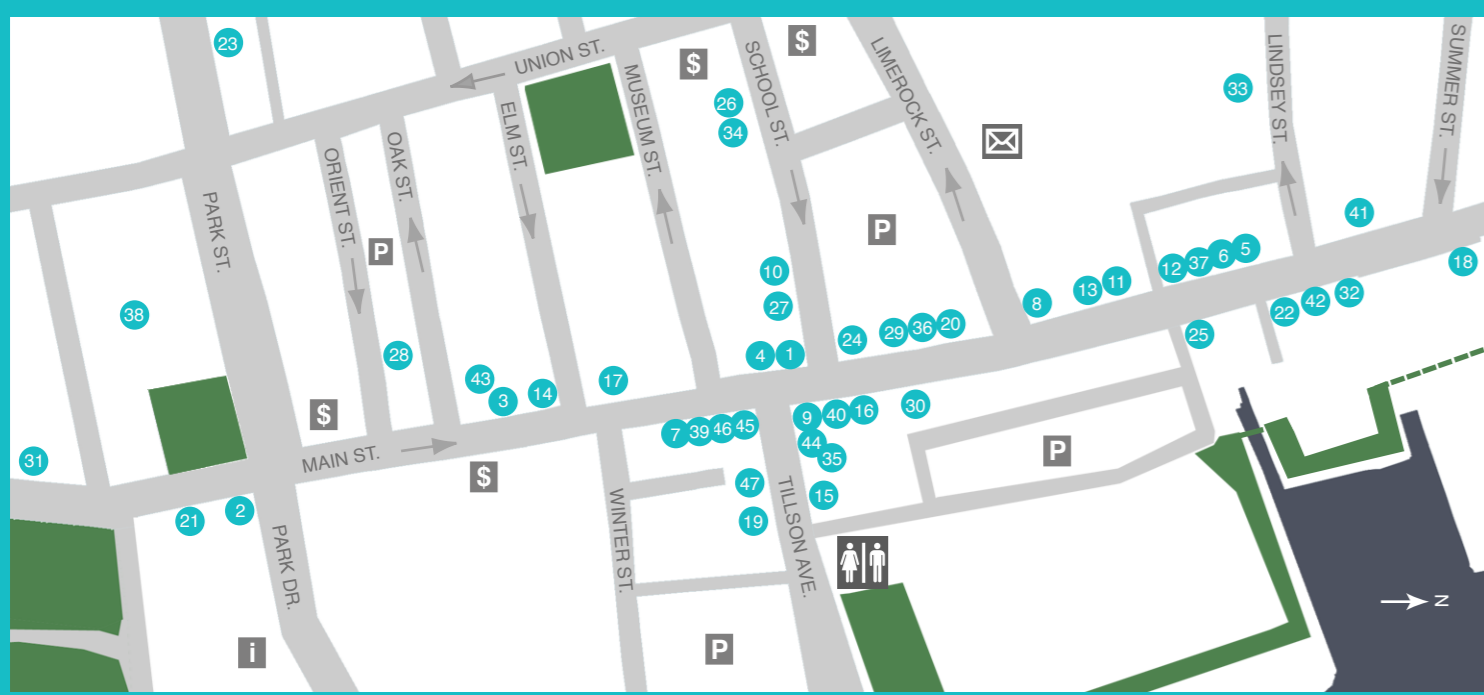 23
$
$
UNION ST.
SCHOOL ST.
LIMEROCK ST.
LINDSEY ST.
SUMMER ST.
26
33
ELM ST.
MUSEUM ST.
34
ORIENT ST.
OAK ST.
PARK ST.
P
P
41
10
12
37
6
5
18
38
27
8
13
11
22
42
32
28
4
1
24
29
36
20
25
43
3
14
17
$
9
40
16
30
31
MAIN ST.
7
39
46
45
44
35
P
$
21
2
47
15
19
WINTER ST.
TILLSON AVE.
PARK DR.
N
i
P